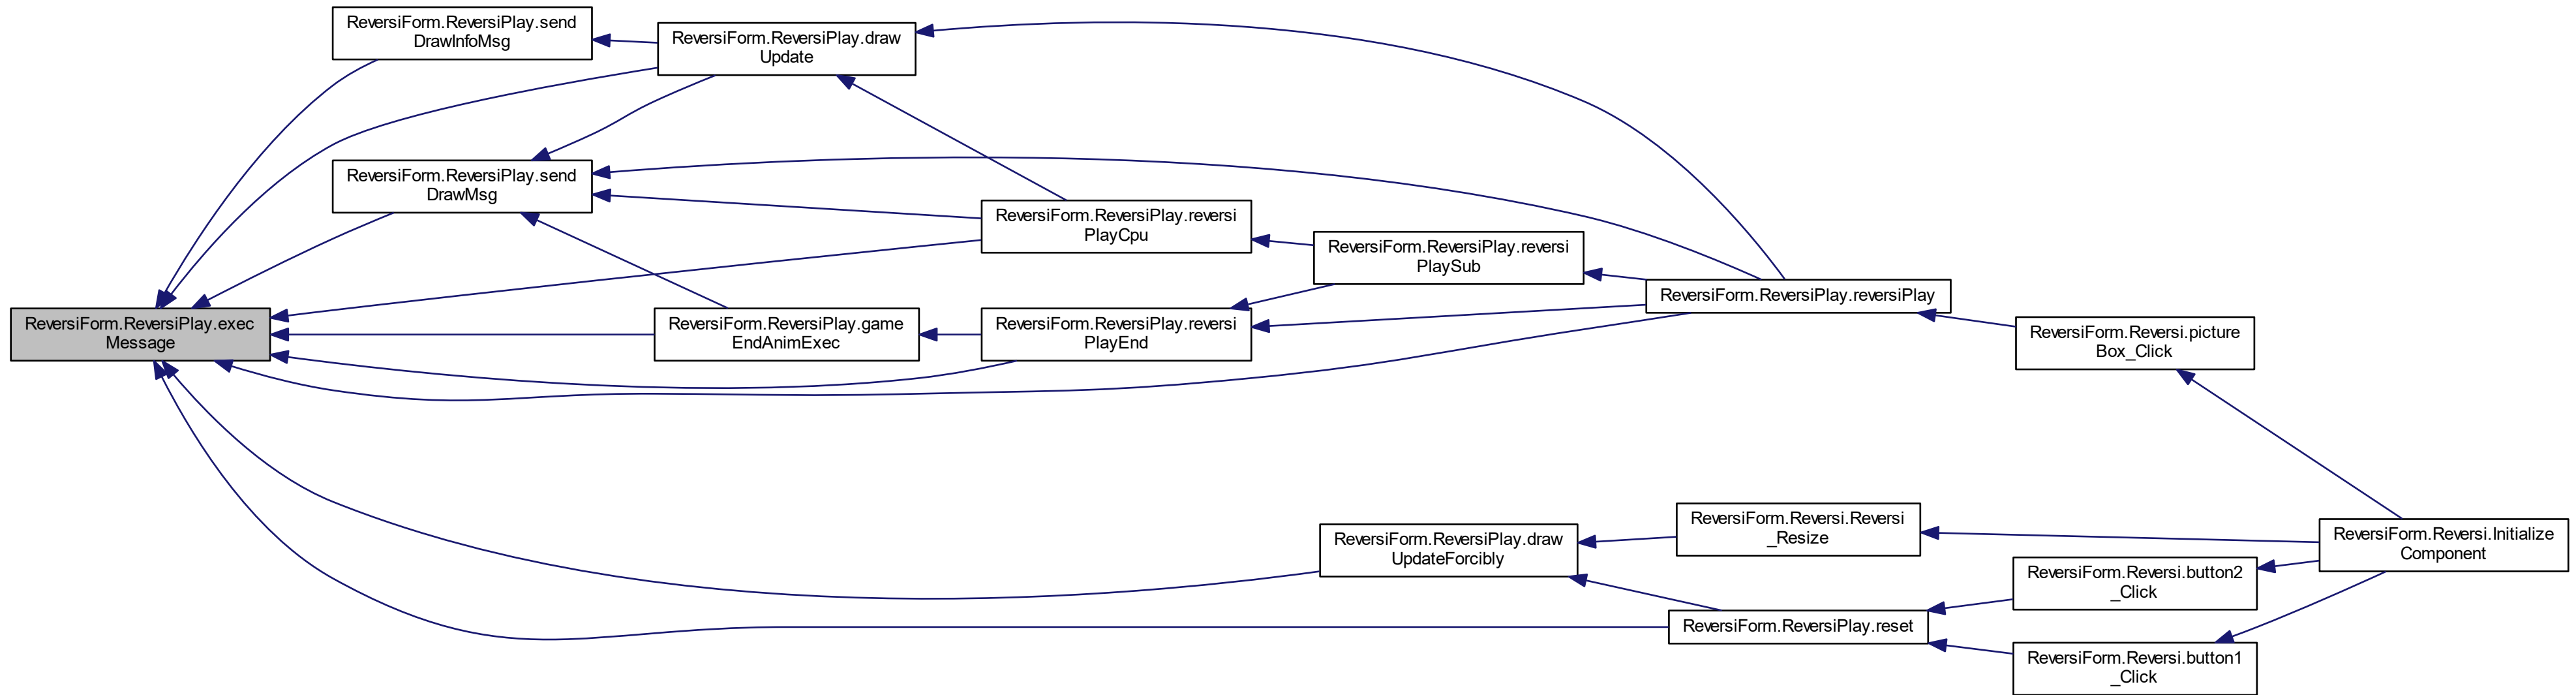 ReversiForm.ReversiPlay.exec
Message
ReversiForm.ReversiPlay.send
DrawInfoMsg
ReversiForm.ReversiPlay.draw
Update
ReversiForm.ReversiPlay.send
DrawMsg
ReversiForm.ReversiPlay.reversi
PlayCpu
ReversiForm.ReversiPlay.reversi
PlaySub
ReversiForm.ReversiPlay.game
EndAnimExec
ReversiForm.ReversiPlay.reversi
PlayEnd
ReversiForm.ReversiPlay.reversiPlay
ReversiForm.Reversi.picture
Box_Click
ReversiForm.ReversiPlay.draw
UpdateForcibly
ReversiForm.Reversi.Reversi
_Resize
ReversiForm.ReversiPlay.reset
ReversiForm.Reversi.button2
_Click
ReversiForm.Reversi.button1
_Click
ReversiForm.Reversi.Initialize
Component